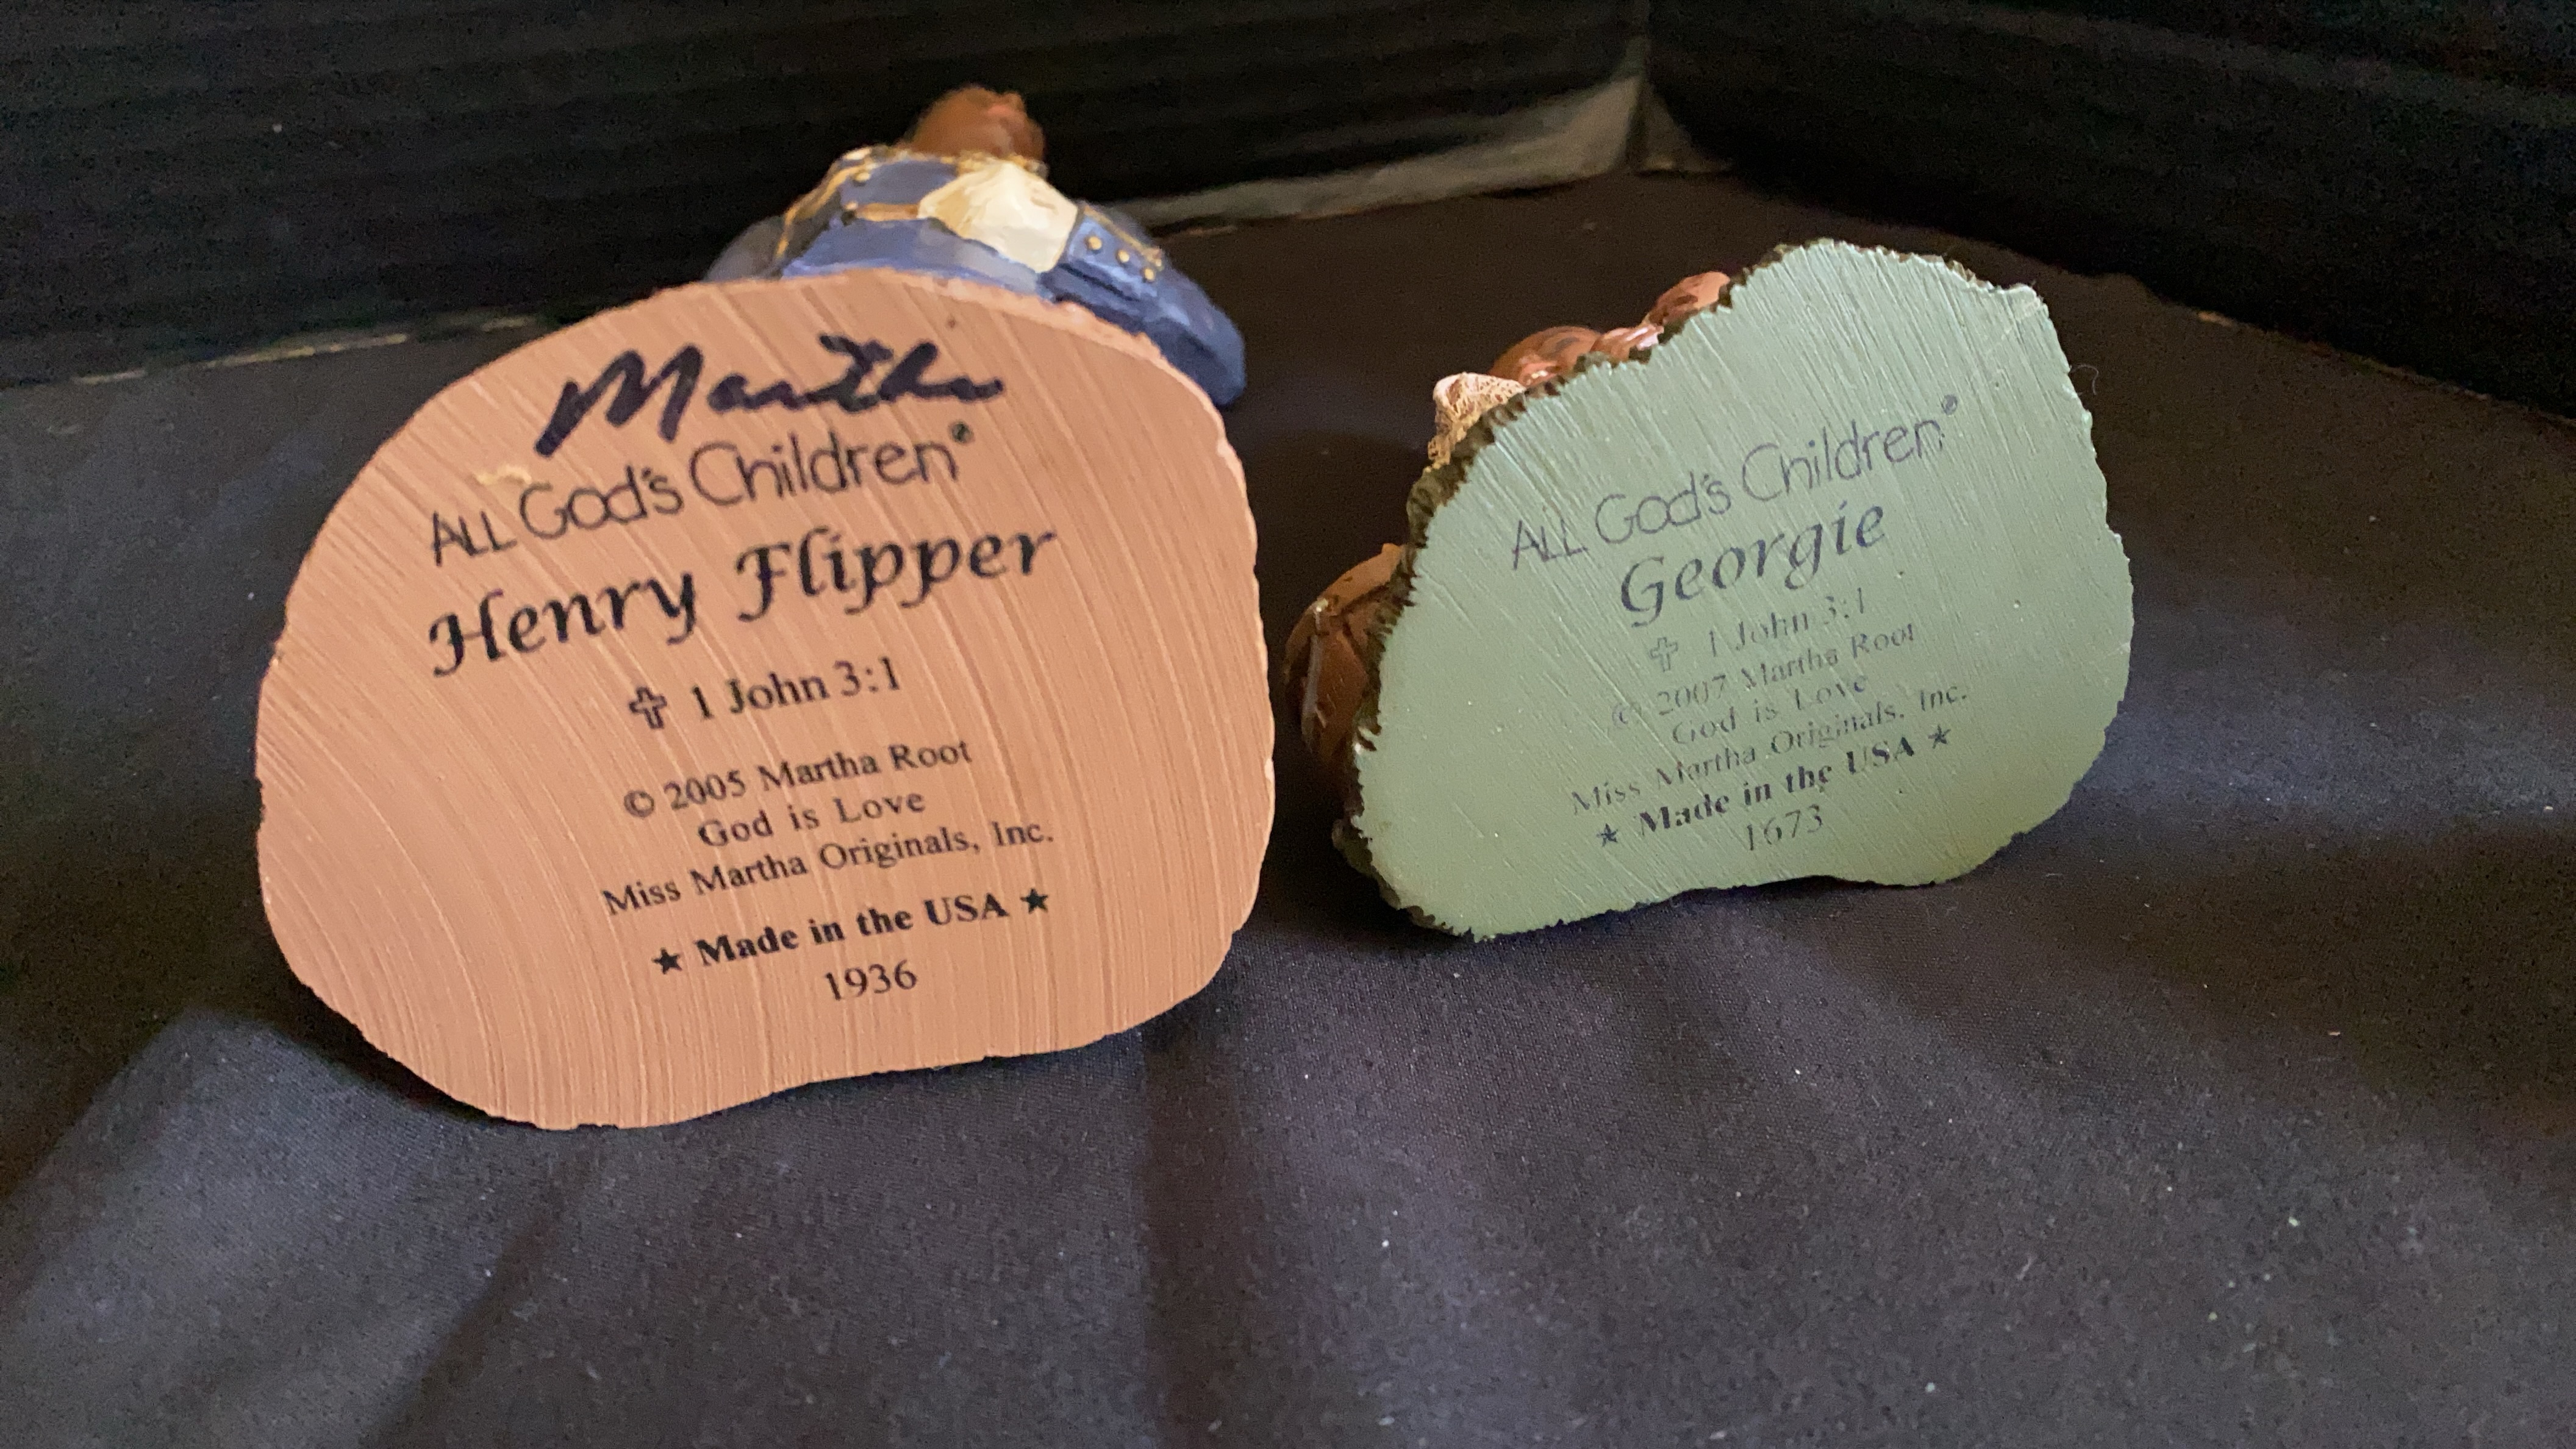 Martha
ALL God's Children®
Henry Flipper
✞ 1 John 3:1
© 2005 Martha Root
God is Love
Miss Martha Originals, Inc.
★ Made in the USA ★
1936
ALL God's Children®
Georgie
✞ 1 John 3:1
© 2007 Martha Root
God is Love
Miss Martha Originals, Inc.
★ Made in the USA ★
1673